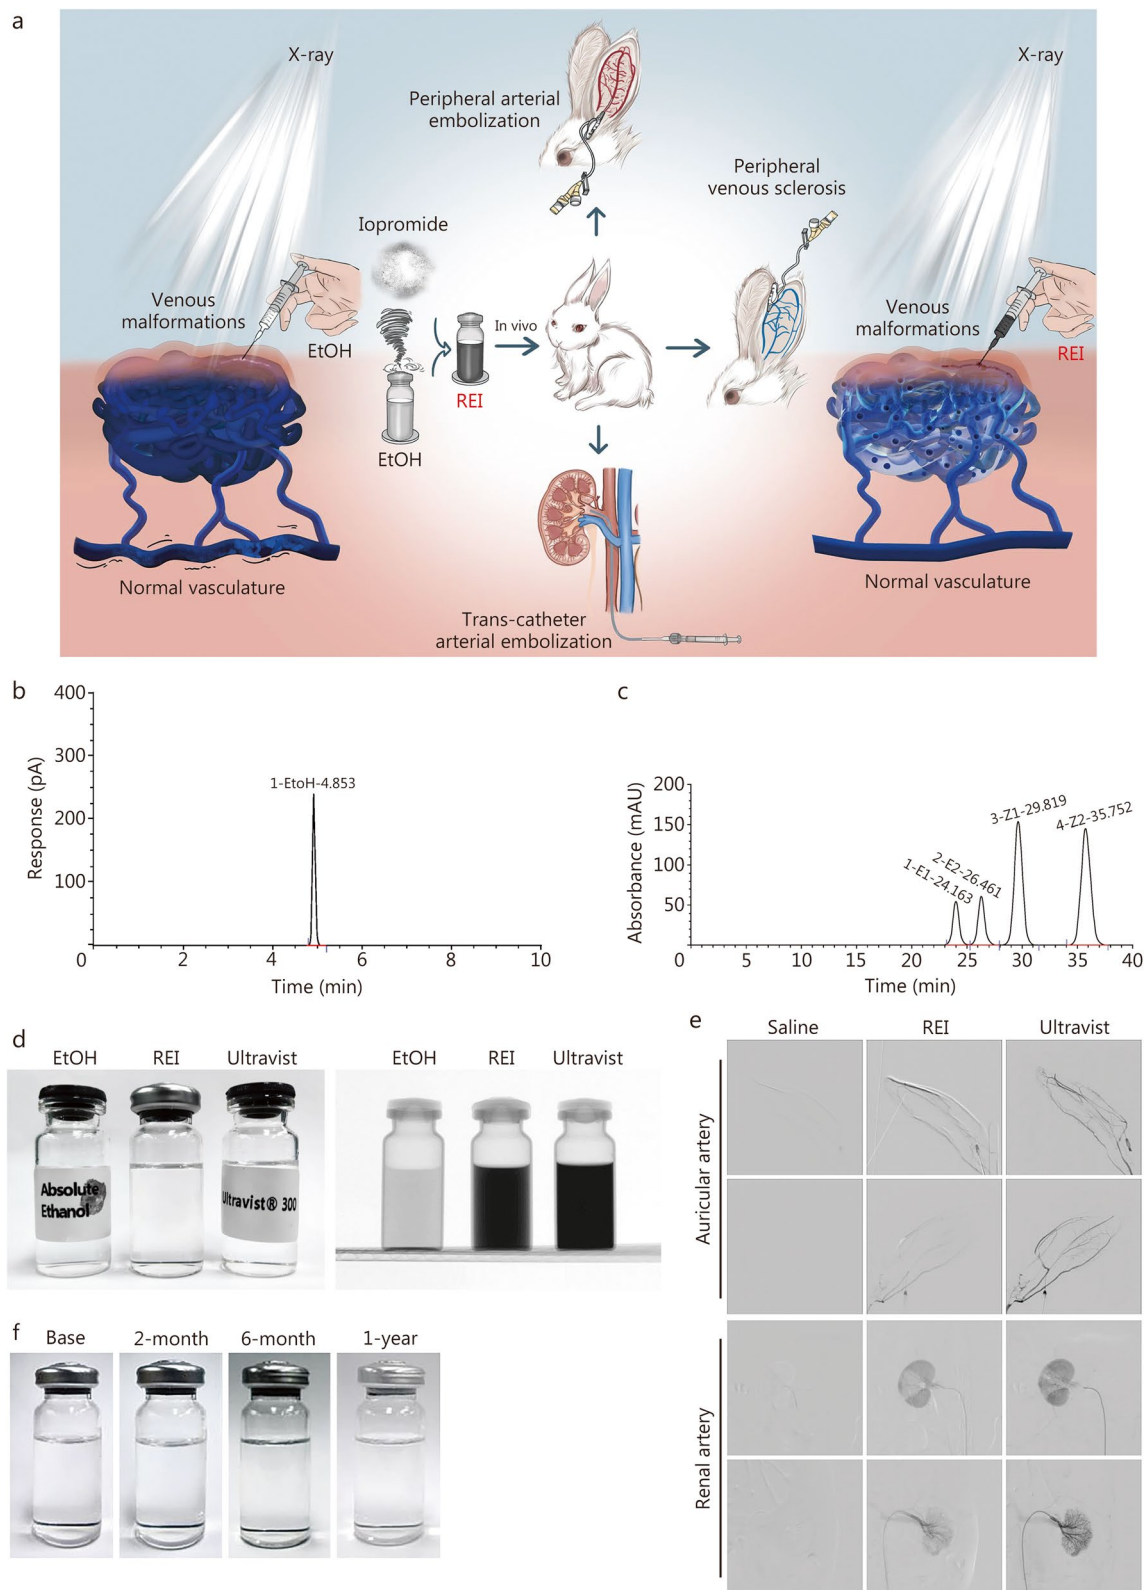 a
X-ray
X-ray
Peripheral arterial
embolization
Peripheral
venous sclerosis
Iopromide
Venous
malformations
EtOH
In vivo
REI
EtOH
Venous
malformations
REI
Normal vasculature
Normal vasculature
Trans-catheter
arterial embolization
b
400
300
200
100
Response (pA)
1-EtoH-4.853
0
2
4
6
8
10
Time (min)
c
200
150
100
50
Absorbance (mAU)
1-E1-24.163
2-E2-26.461
3-Z1-29.819
4-Z2-35.752
0
5
10
15
20
25
30
35
40
Time (min)
d
EtOH
REI
Ultravist
Absolute
Ethanol
Ultravist® 300
EtOH
REI
Ultravist
e
Saline
REI
Ultravist
Auricular artery
Renal artery
f
Base
2-month
6-month
1-year